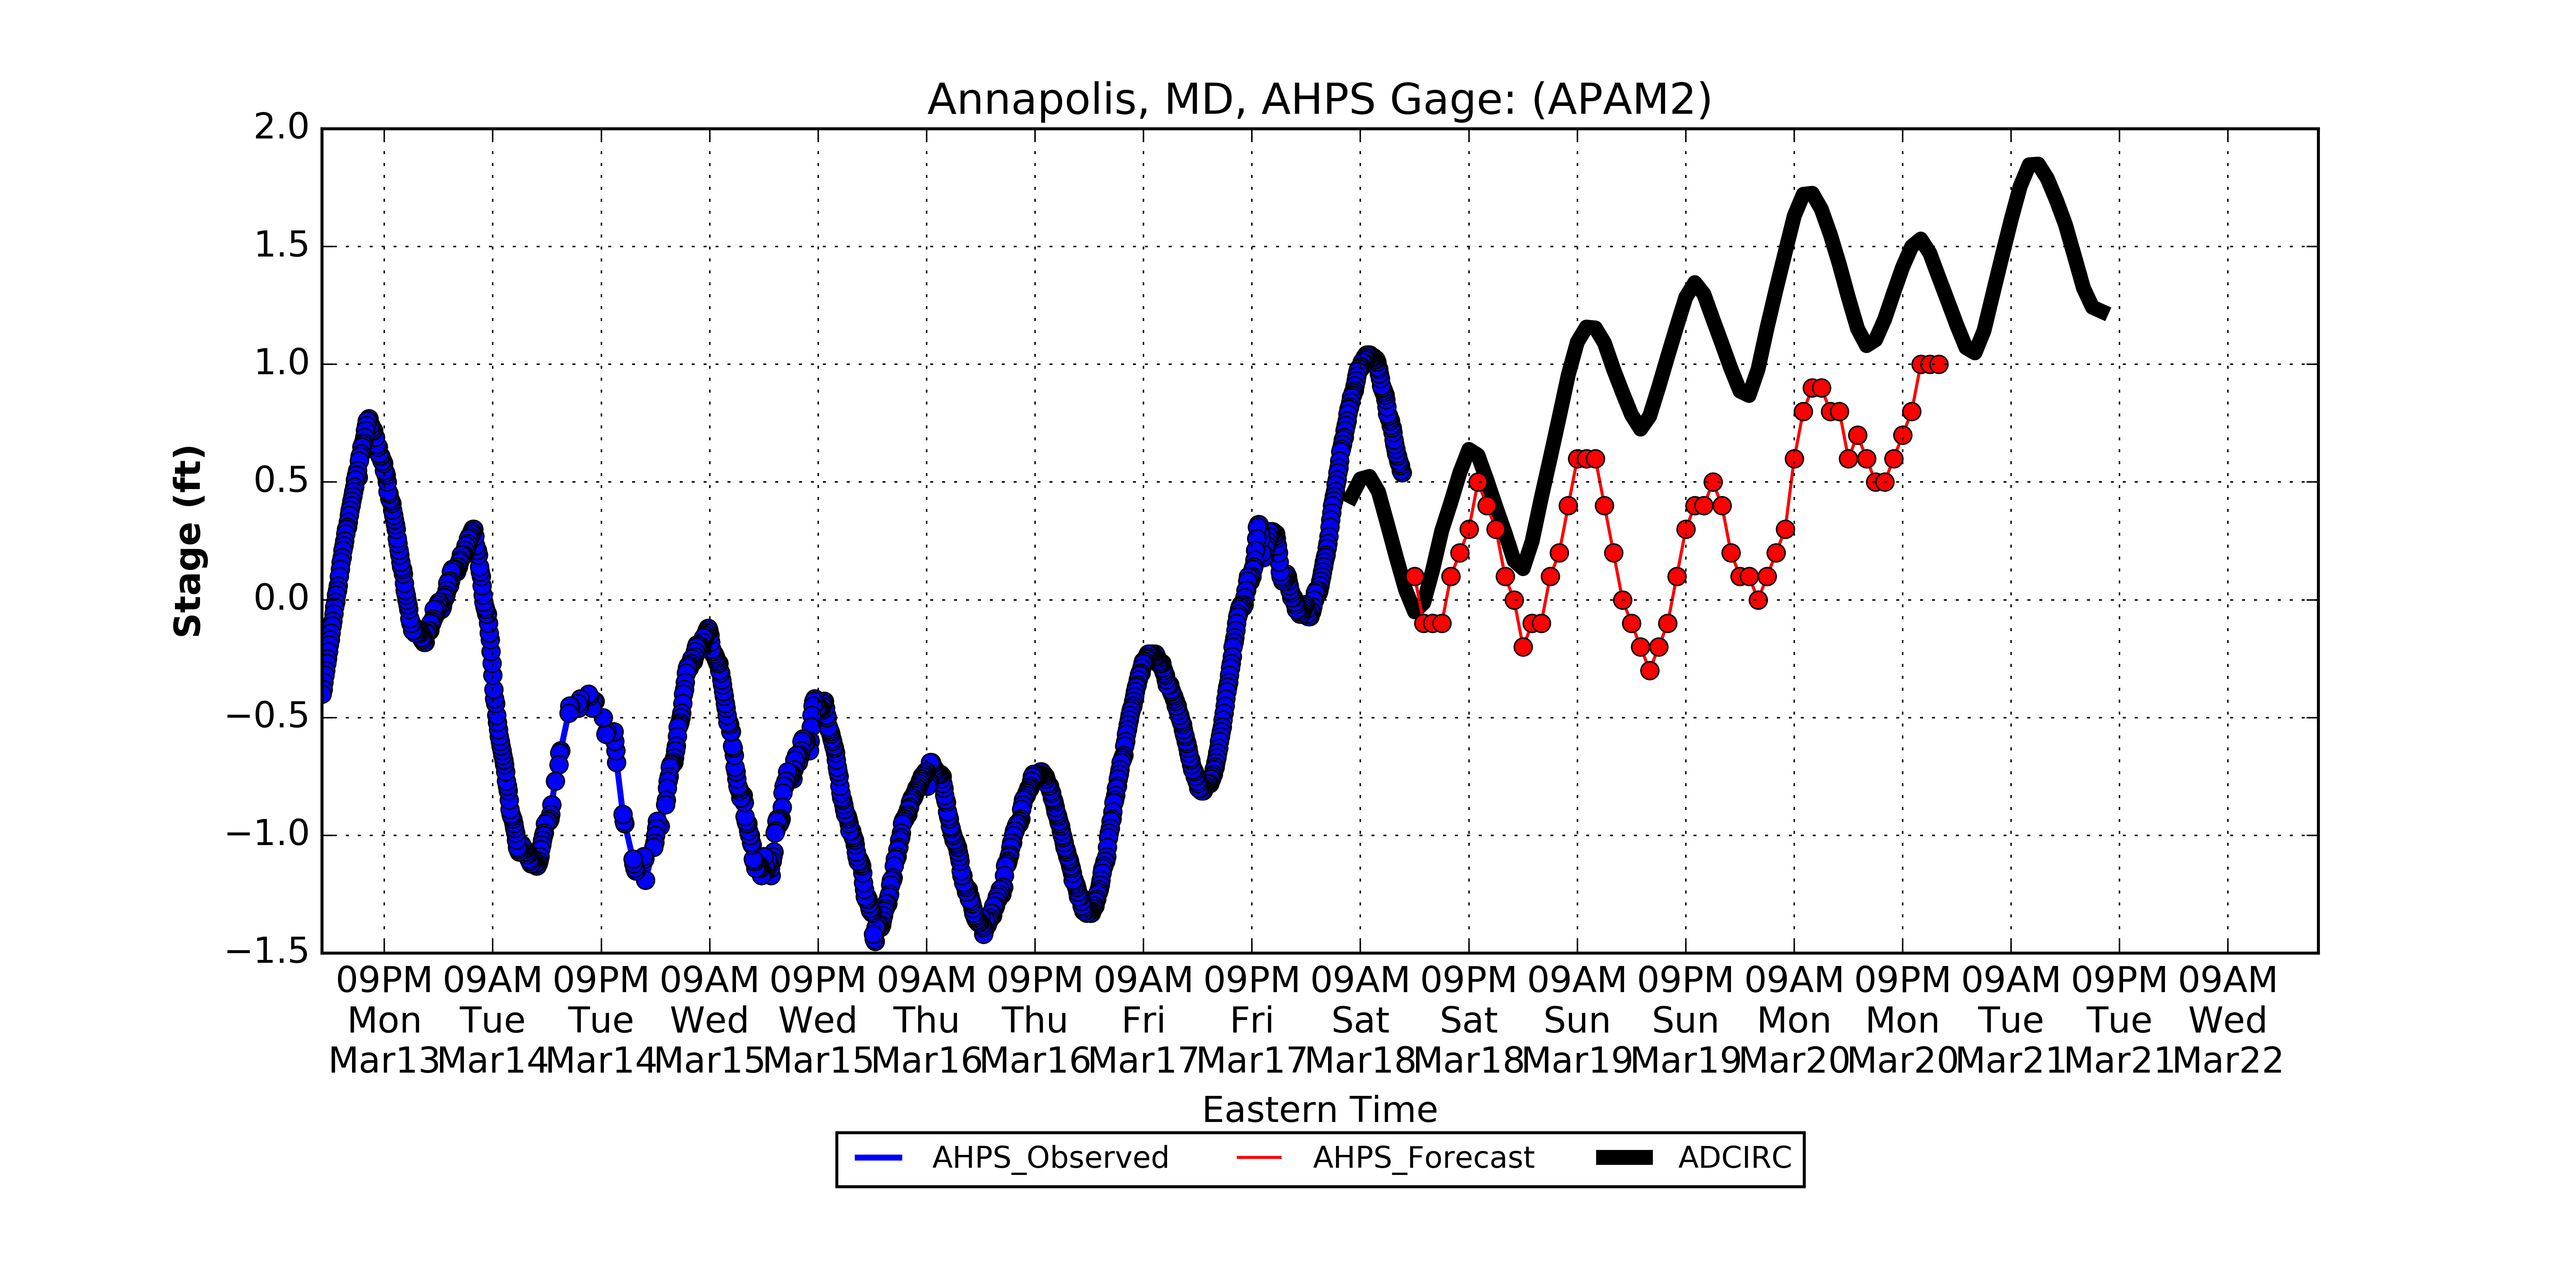 Annapolis, MD, AHPS Gage: (APAM2)
2.0
1.5
1.0
0.5
0.0
−0.5
−1.0
−1.5
Stage (ft)
09PM 09AM 09PM 09AM 09PM 09AM 09PM 09AM 09PM 09AM 09PM 09AM 09PM 09AM 09PM 09AM 09PM 09AM
Mon Tue Tue Wed Wed Thu Thu Fri Fri Sat Sat Sun Sun Mon Mon Tue Tue Wed
Mar13 Mar14 Mar14 Mar15 Mar15 Mar16 Mar16 Mar17 Mar17 Mar18 Mar18 Mar19 Mar19 Mar20 Mar20 Mar21 Mar21 Mar22
Eastern Time
AHPS_Observed AHPS_Forecast ADCIRC